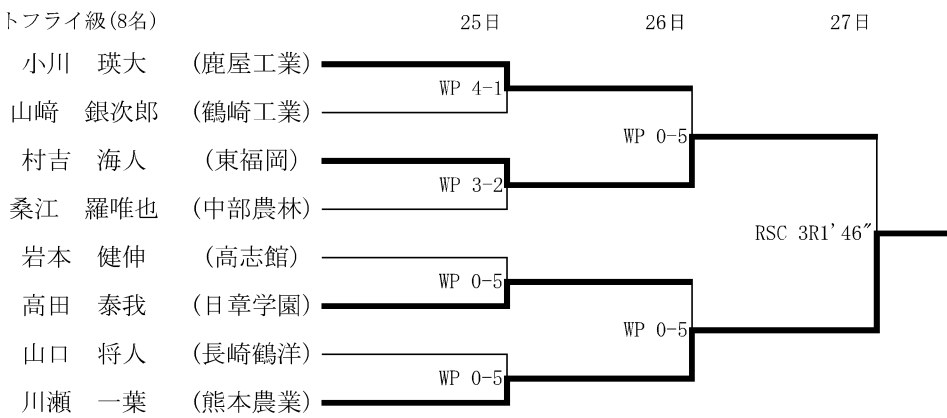 トフライ級(8名) 25日 26日 27日
小川 瑛大 (鹿屋工業)
WP 4-1
山﨑 銀次郎 (鶴崎工業)
WP 0-5
村吉 海人 (東福岡)
WP 3-2
桑江 羅唯也 (中部農林)
RSC 3R1'46"
岩本 健伸 (高志館)
WP 0-5
高田 泰我 (日章学園)
WP 0-5
山口 将人 (長崎鶴洋)
WP 0-5
川瀬 一葉 (熊本農業)